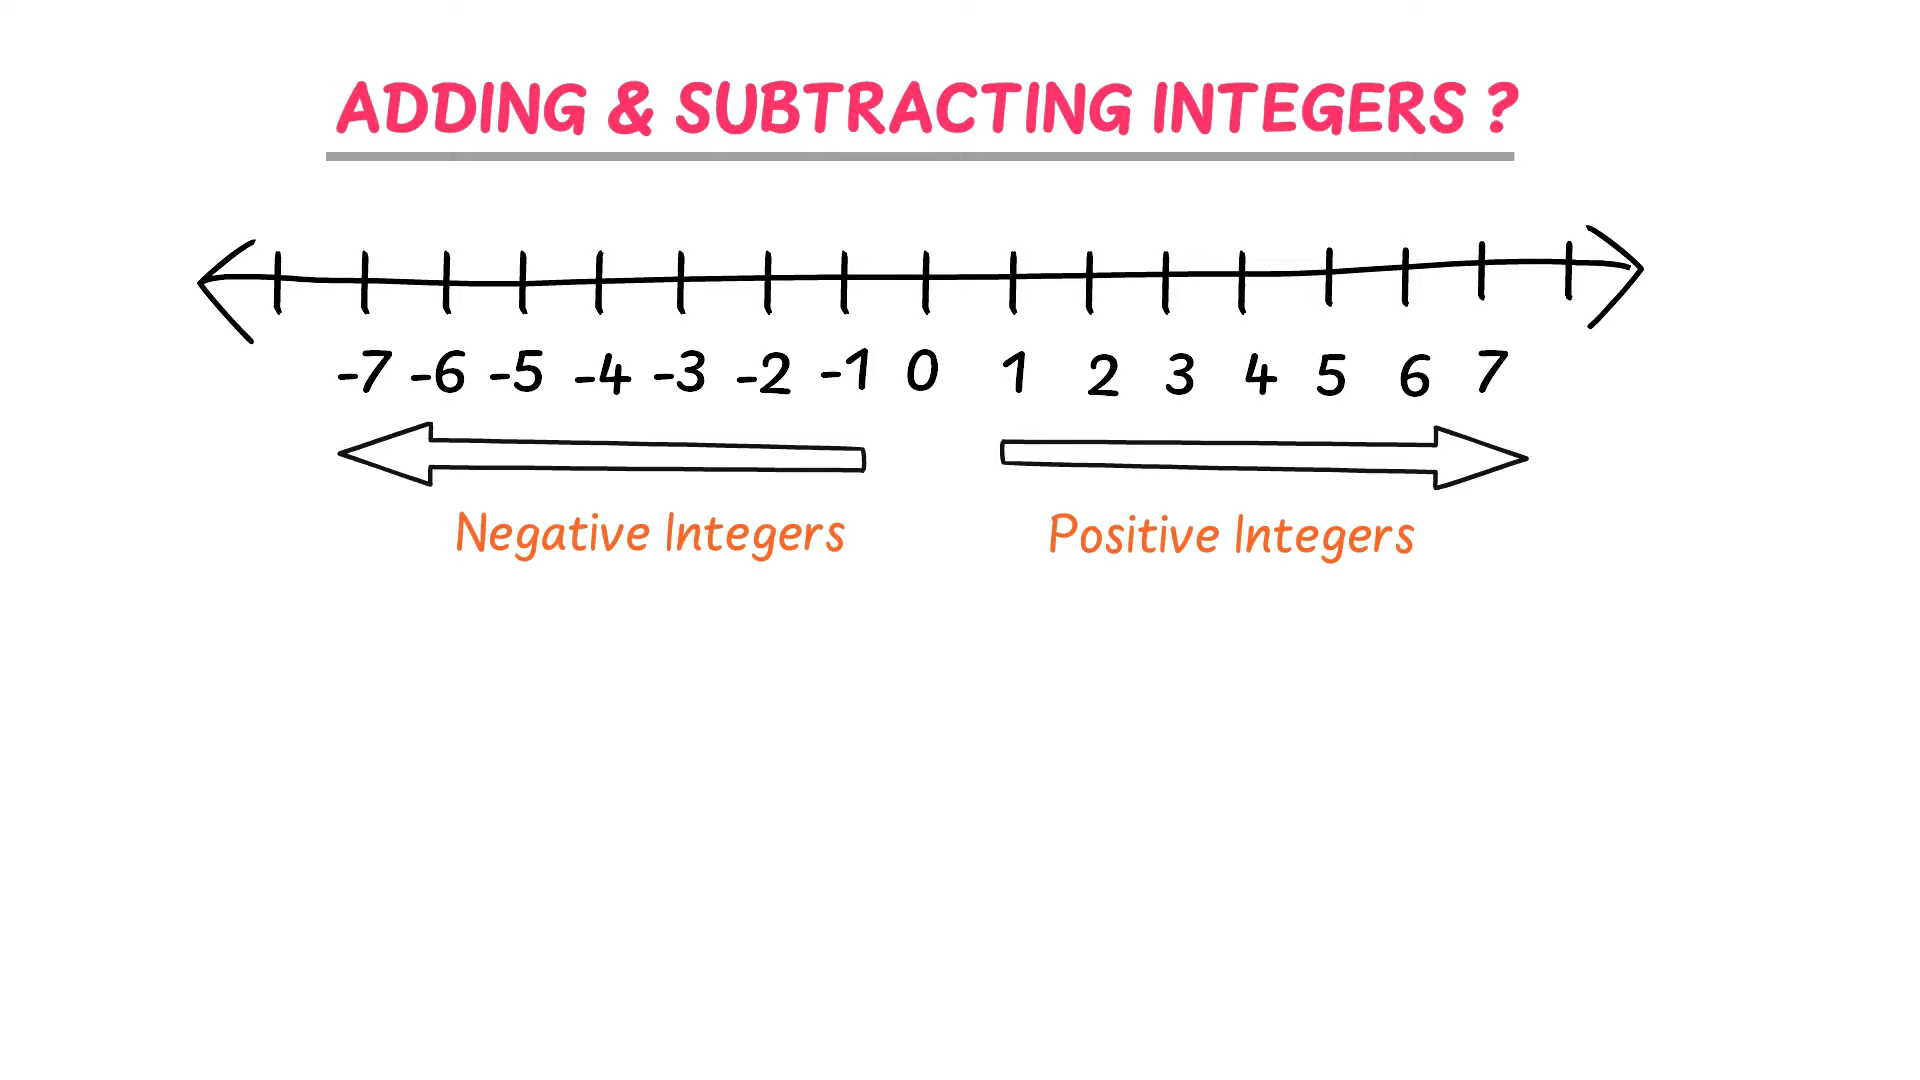 ADDING & SUBTRACTING INTEGERS ?
-7 -6 -5 -4 -3 -2 -1 0 1 2 3 4 5 6 7
Negative Integers Positive Integers